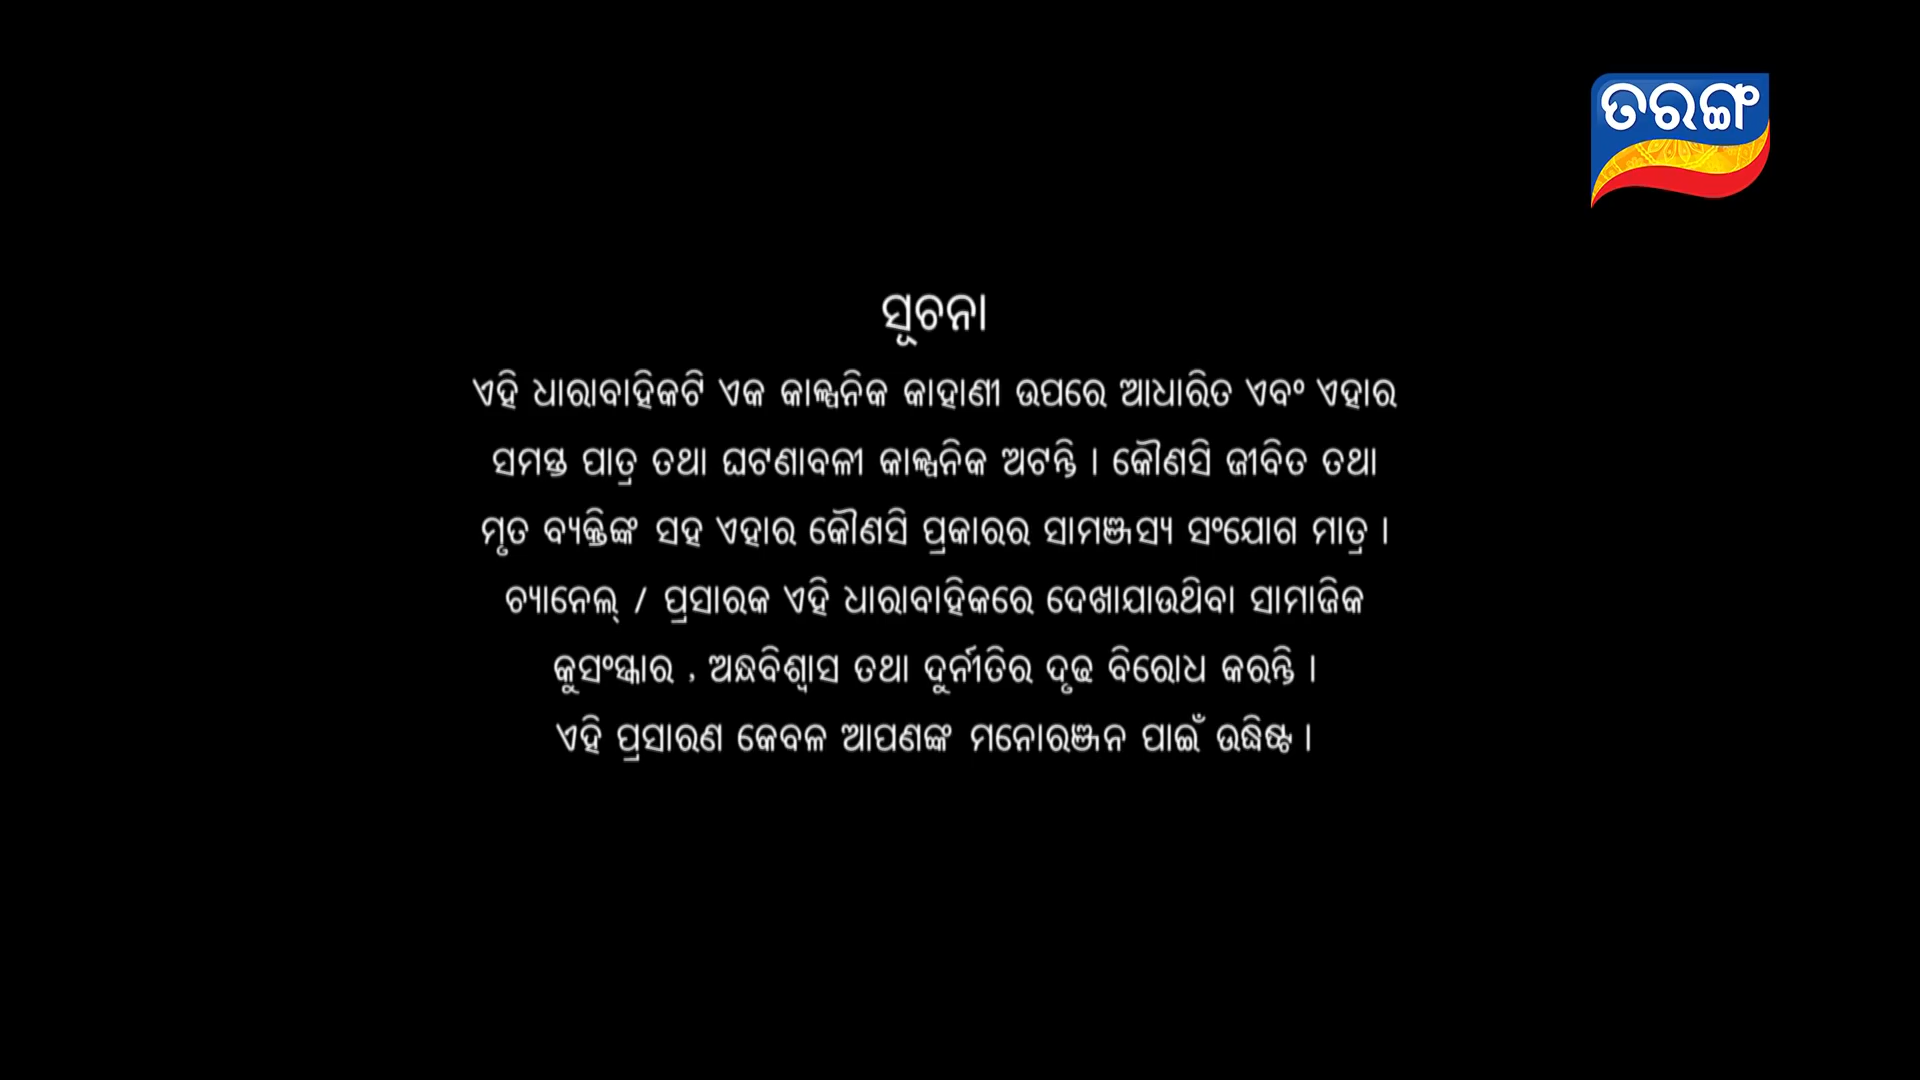 ତରଙ୍ଗ
ସୂଚନା
ଏହି ଧାରାବାହିକଟି ଏକ କାଳ୍ପନିକ କାହାଣୀ ଉପରେ ଆଧାରିତ ଏବଂ ଏହାର
ସମସ୍ତ ପାତ୍ର ତଥା ଘଟଣାବଳୀ କାଳ୍ପନିକ ଅଟନ୍ତି । କୌଣସି ଜୀବିତ ତଥା
ମୃତ ବ୍ୟକ୍ତିଙ୍କ ସହ ଏହାର କୌଣସି ପ୍ରକାରର ସାମଞ୍ଜସ୍ୟ ସଂଯୋଗ ମାତ୍ର ।
ଚ୍ୟାନେଲ୍ / ପ୍ରସାରକ ଏହି ଧାରାବାହିକରେ ଦେଖାଯାଉଥିବା ସାମାଜିକ
କୁସଂସ୍କାର , ଅନ୍ଧବିଶ୍ୱାସ ତଥା ଦୁର୍ନୀତିର ଦୃଢ ବିରୋଧ କରନ୍ତି ।
ଏହି ପ୍ରସାରଣ କେବଳ ଆପଣଙ୍କ ମନୋରଞ୍ଜନ ପାଇଁ ଉଦ୍ଧିଷ୍ଟ ।